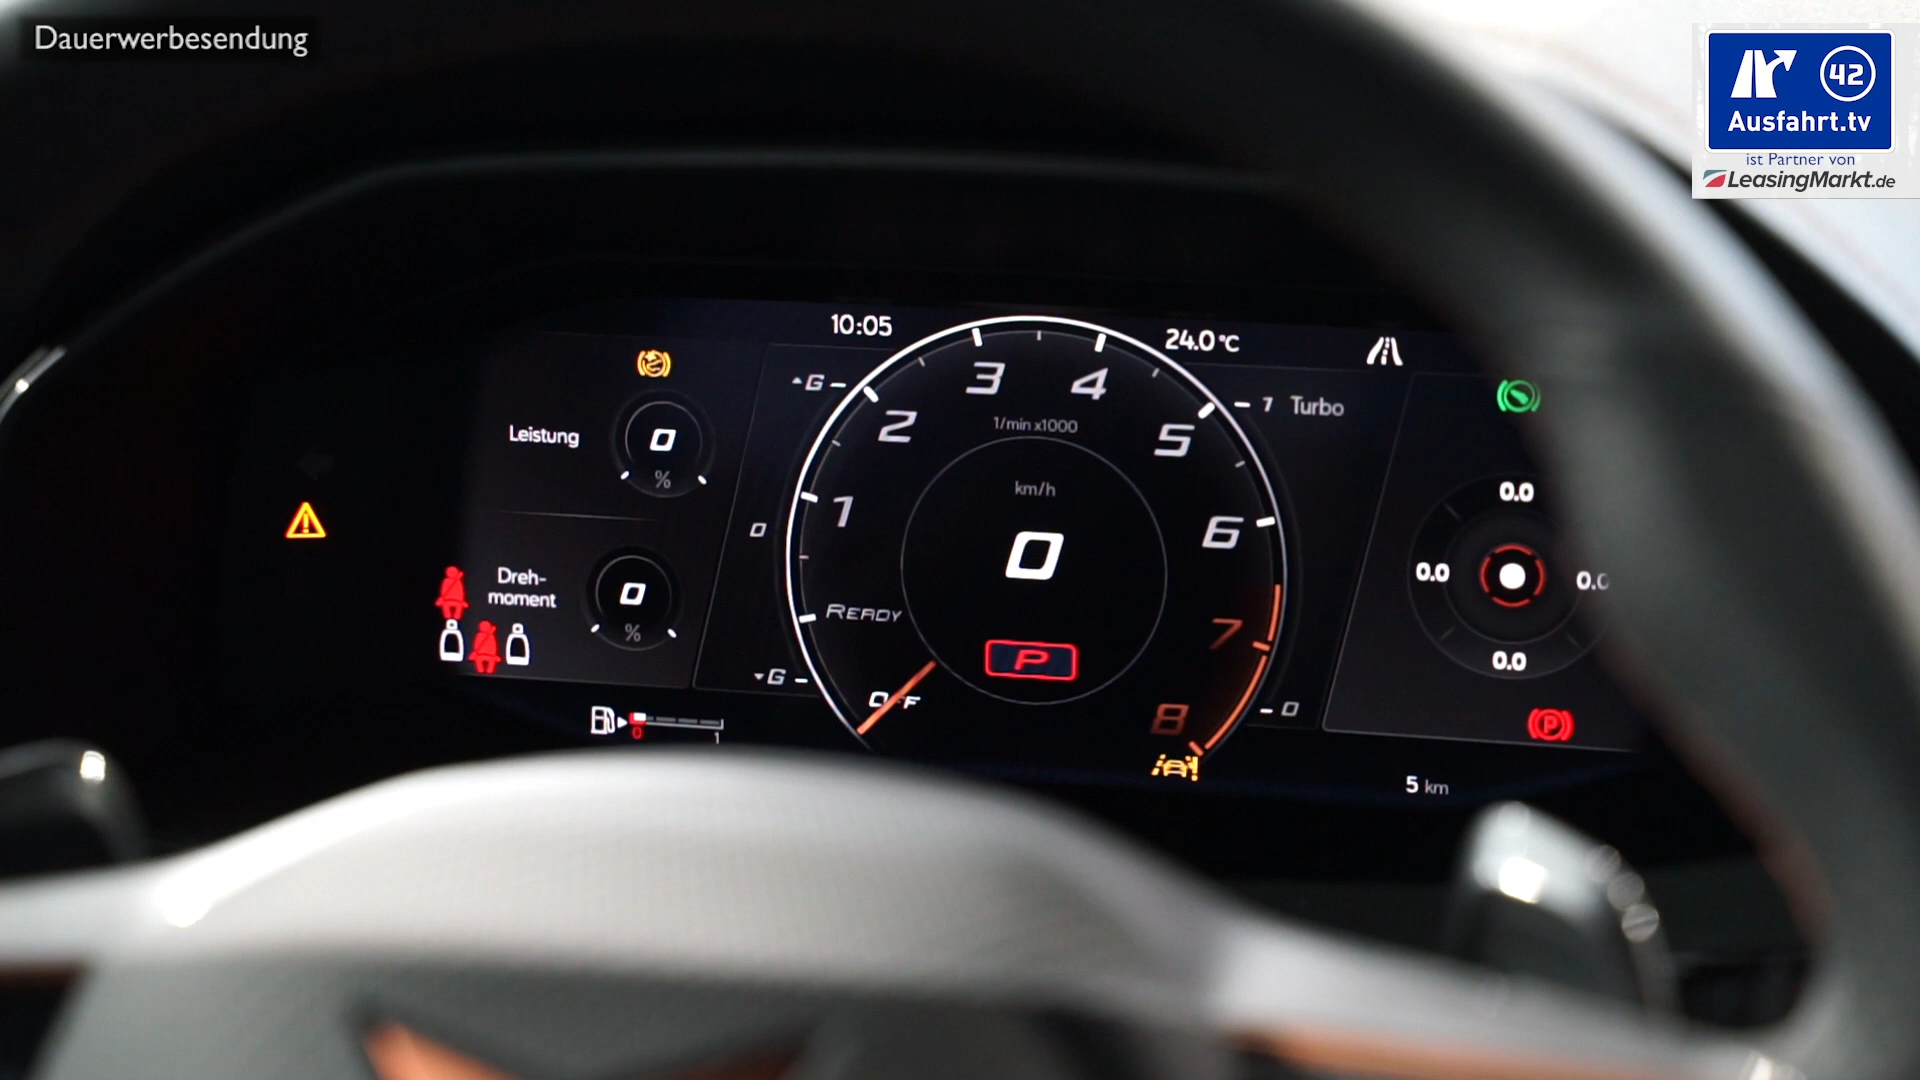 Dauerwerbesendung
42
Ausfahrt.tv
ist Partner von
LeasingMarkt.de
10:05
24.0 °C
G
7 Turbo
Leistung
0
%
Dreh-
moment
0
%
0
G
1/min x1000
1
2
3
4
5
6
7
8
km/h
0
READY
OFF
P
0
0.0
0.0
0.0
P
0
1
5 km